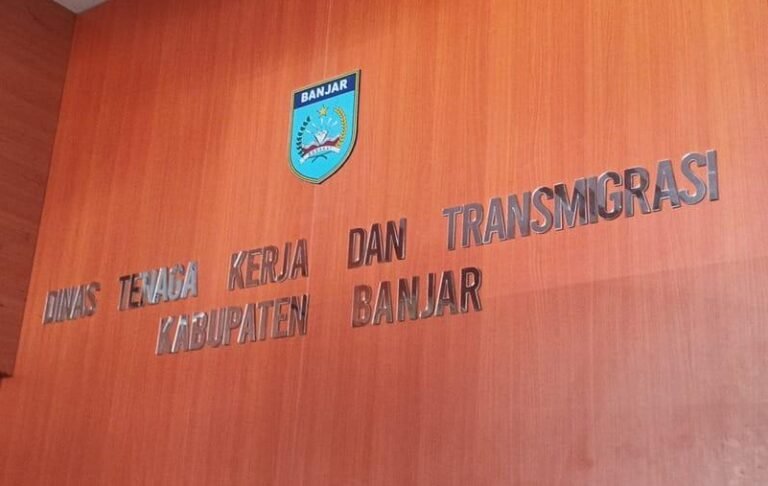 BANJAR
DINAS TENAGA KERJA DAN TRANSMIGRASI
KABUPATEN BANJAR